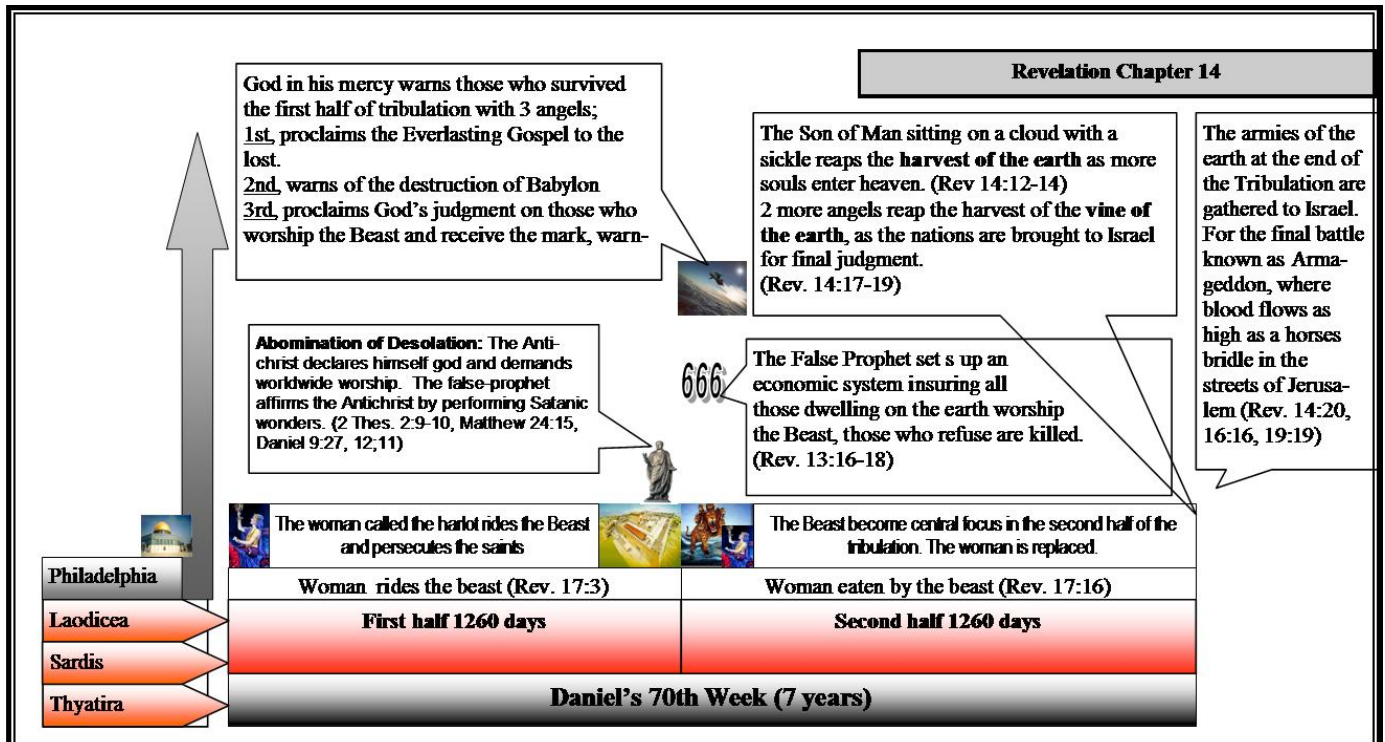 Revelation Chapter 14
God in his mercy warns those who survived
the first half of tribulation with 3 angels;
1st, proclaims the Everlasting Gospel to the
lost.
2nd, warns of the destruction of Babylon
3rd, proclaims God's judgment on those who
worship the Beast and receive the mark, warn-
The Son of Man sitting on a cloud with a
sickle reaps the harvest of the earth as more
souls enter heaven. (Rev 14:12-14)
2 more angels reap the harvest of the vine of
the earth, as the nations are brought to Israel
for final judgment.
(Rev. 14:17-19)
The armies of the
earth at the end of
the Tribulation are
gathered to Israel.
For the final battle
known as Arma-
geddon, where
blood flows as
high as a horses
bridle in the
streets of Jerusa-
lem (Rev. 14:20,
16:16, 19:19)
Abomination of Desolation: The Anti-
christ declares himself god and demands
worldwide worship. The false-prophet
affirms the Antichrist by performing Satanic
wonders. (2 Thes. 2:9-10, Matthew 24:15,
Daniel 9:27, 12;11)
666
The False Prophet set s up an
economic system insuring all
those dwelling on the earth worship
the Beast, those who refuse are killed.
(Rev. 13:16-18)
The woman called the harlot rides the Beast
and persecutes the saints
The Beast become central focus in the second half of the
tribulation. The woman is replaced.
Philadelphia
Woman rides the beast (Rev. 17:3)
Woman eaten by the beast (Rev. 17:16)
Laodicea
First half 1260 days
Second half 1260 days
Sardis
Thyatira
Daniel's 70th Week (7 years)